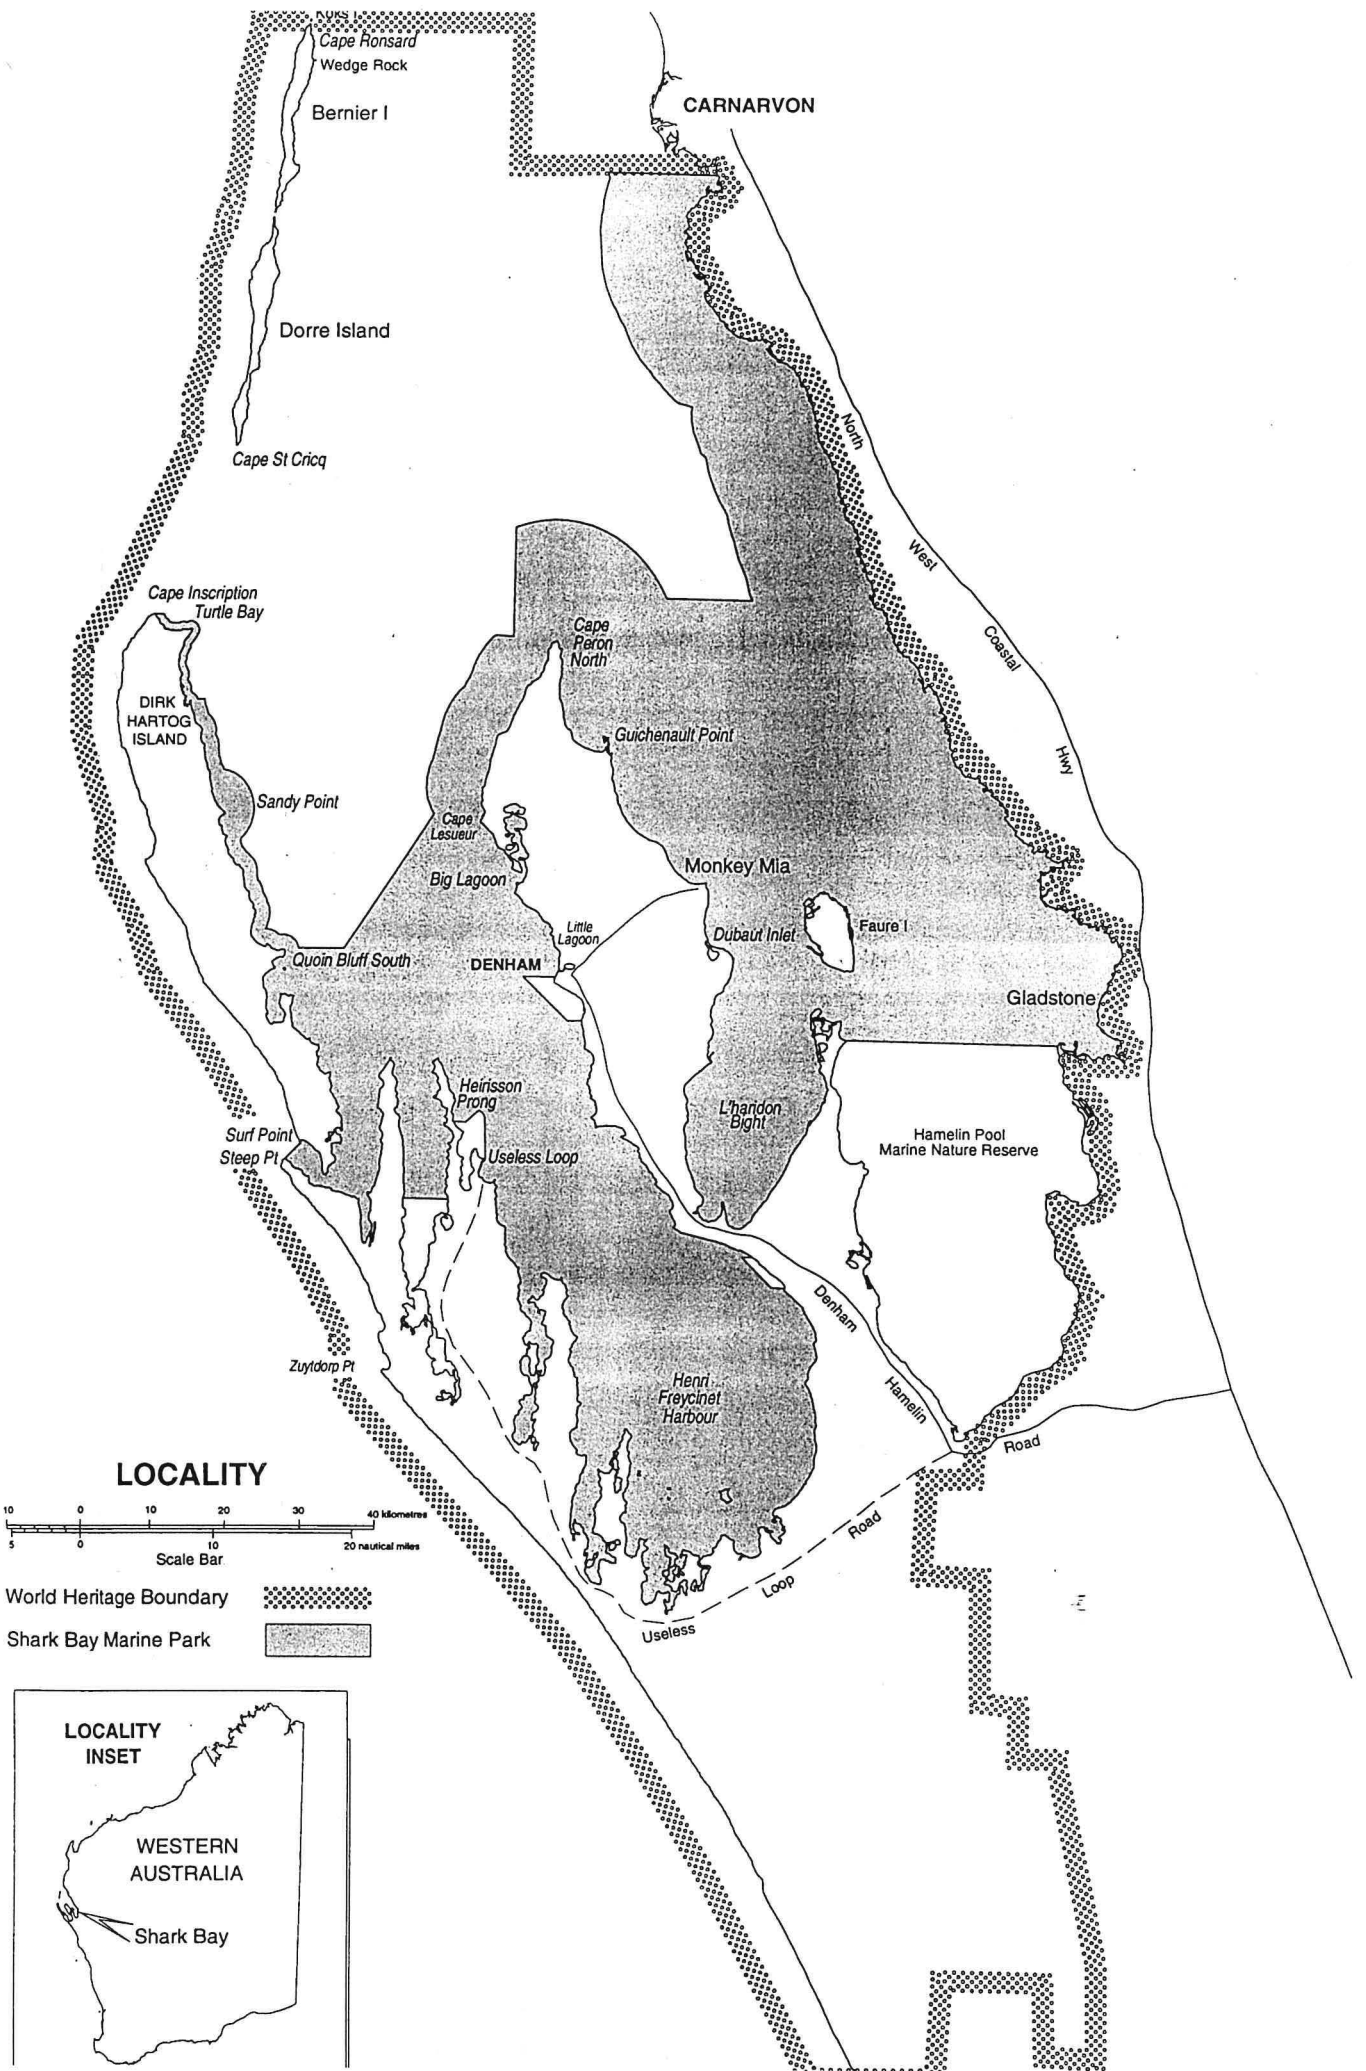 Cape Ronsard
Wedge Rock
Bernier I
CARNARVON
Dorre Island
Cape St Cricq
North
West
Coastal
Hwy
Cape Inscription
Turtle Bay
DIRK
HARTOG
ISLAND
Sandy Point
Cape
Peron
North
Guichenault Point
Cape
Lesueur
Big Lagoon
Monkey Mia
Little
Lagoon
Dubaut Inlet
Faure I
Quoin Bluff South
DENHAM
Gladstone
Heirisson
Prong
L'haridon
Bight
Surf Point
Steep Pt
Useless Loop
Hamelin Pool
Marine Nature Reserve
Zuytdorp Pt
Denham
Hamelin
Road
Henri
Freycinet
Harbour
Useless
Loop
Road
LOCALITY
10 0 10 20 30 40 kilometres
5 0 10 20 nautical miles
Scale Bar
World Heritage Boundary
Shark Bay Marine Park
LOCALITY
INSET
WESTERN
AUSTRALIA
Shark Bay